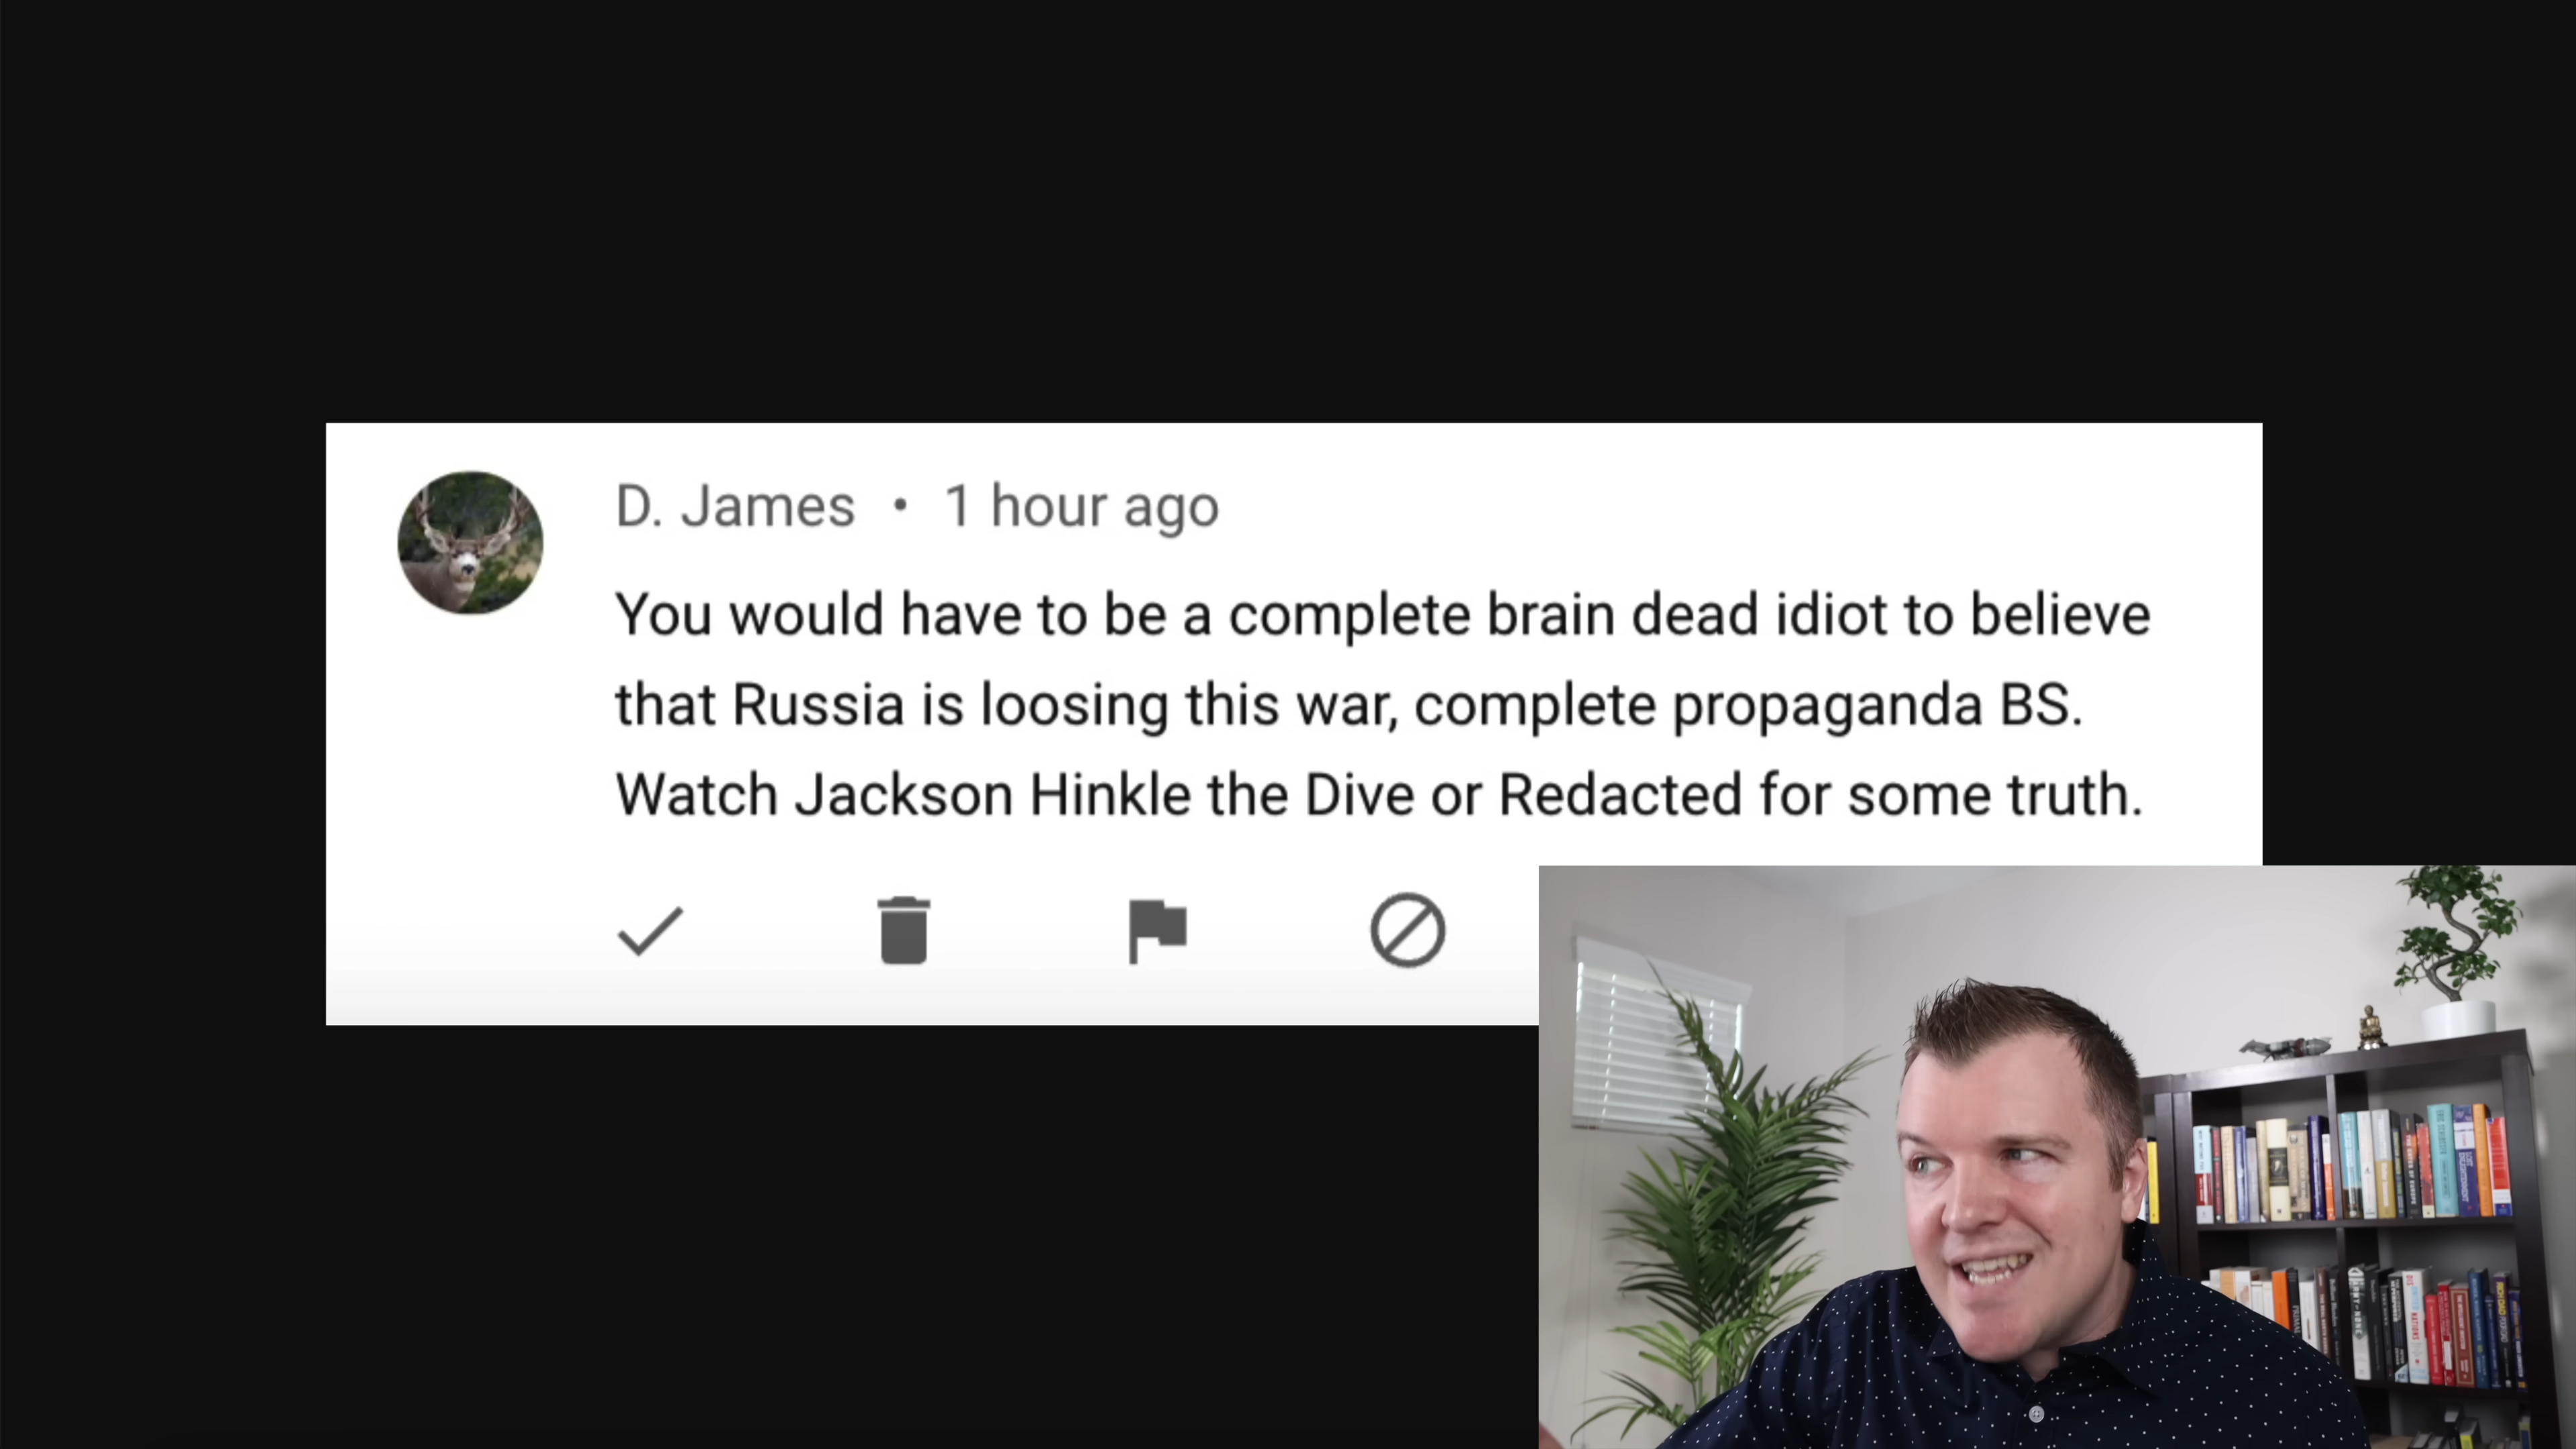 D. James • 1 hour ago
You would have to be a complete brain dead idiot to believe
that Russia is loosing this war, complete propaganda BS.
Watch Jackson Hinkle the Dive or Redacted for some truth.